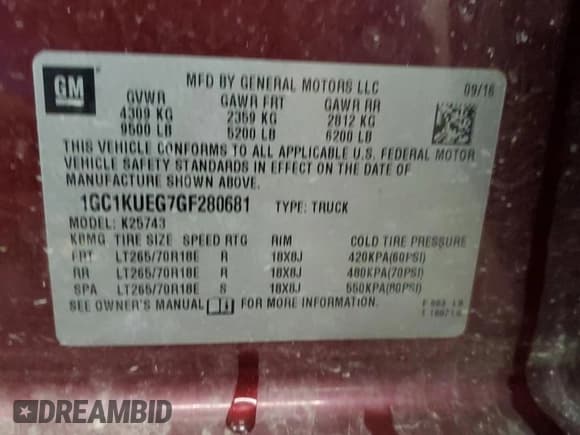 GM
MFD BY GENERAL MOTORS LLC
09/16
GVWR GAWR FRT GAWR RR
4309 KG 2359 KG 2812 KG
9500 LB 5200 LB 6200 LB
THIS VEHICLE CONFORMS TO ALL APPLICABLE U.S. FEDERAL MOTOR
VEHICLE SAFETY STANDARDS IN EFFECT ON THE DATE OF
MANUFACTURE SHOWN ABOVE.
1GC1KUEG7GF280681 TYPE: TRUCK
MODEL: K25743
TIRE SIZE SPEED RTG RIM COLD TIRE PRESSURE
FRT LT265/70R18E R 18X8J 420KPA(60PSI)
RR LT265/70R18E R 18X8J 480KPA(70PSI)
SPA LT265/70R18E S 18X8J 550KPA(80PSI)
SEE OWNER'S MANUAL FOR MORE INFORMATION.
DREAMBID